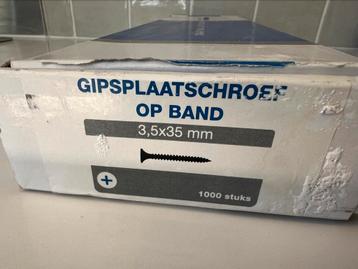 GIPSPLAATSCHROEF
OP BAND
3,5x35 mm
1000 stuks